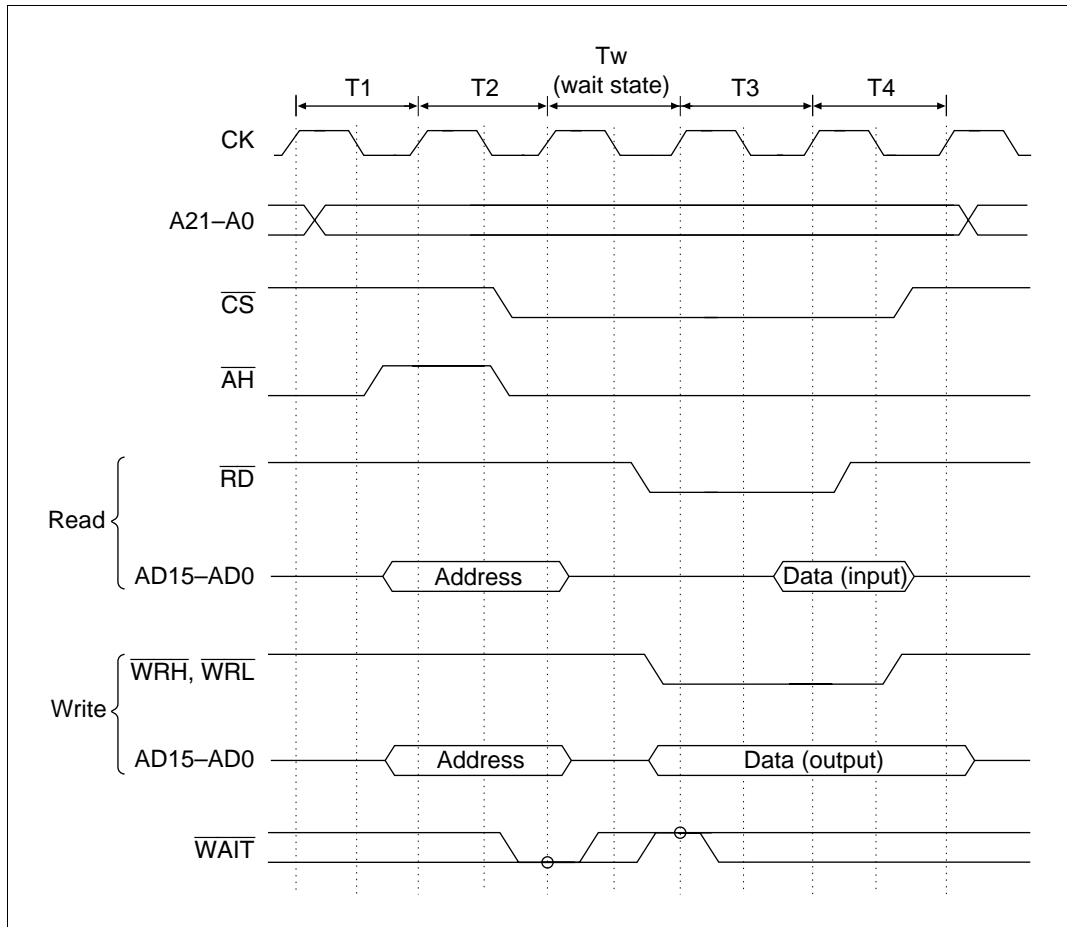 Tw
(wait state)
T1 T2 T3 T4
CK
A21–A0
CS
AH
RD
Read
AD15–AD0 Address Data (input)
WRH, WRL
Write
AD15–AD0 Address Data (output)
WAIT